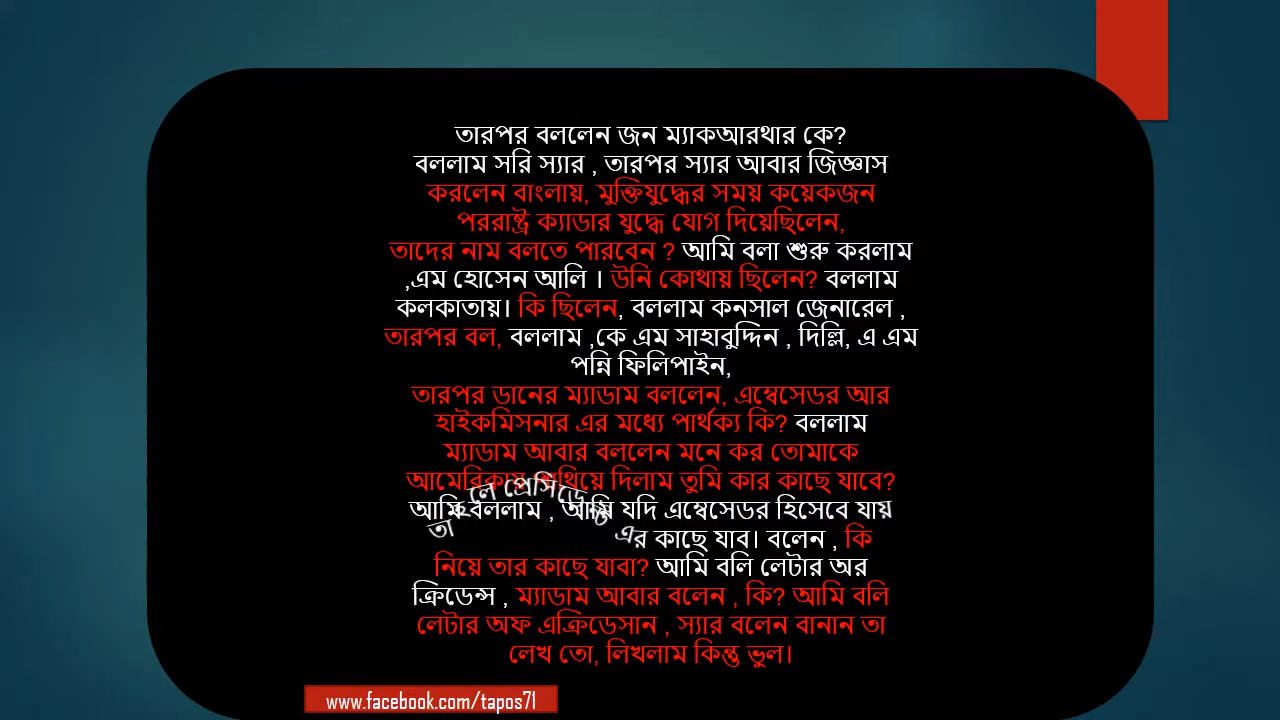 তারপর বললেন জন ম্যাকআরথার কে?
বললাম সরি স্যার , তারপর স্যার আবার জিজ্ঞাস
করলেন বাংলায়, মুক্তিযুদ্ধের সময় কয়েকজন
পররাষ্ট্র ক্যাডার যুদ্ধে যোগ দিয়েছিলেন,
তাদের নাম বলতে পারবেন ? আমি বলা শুরু করলাম
,এম হোসেন আলি । উনি কোথায় ছিলেন? বললাম
কলকাতায়। কি ছিলেন, বললাম কনসাল জেনারেল ,
তারপর বল, বললাম ,কে এম সাহাবুদ্দিন , দিল্লি, এ এম
পন্নি ফিলিপাইন,
তারপর ডানের ম্যাডাম বললেন, এম্বেসেডর আর
হাইকমিসনার এর মধ্যে পার্থক্য কি? বললাম
ম্যাডাম আবার বললেন মনে কর তোমাকে
আমেরিকায় পাঠিয়ে দিলাম তুমি কার কাছে যাবে?
আমি বললাম , আমি যদি এম্বেসেডর হিসেবে যায়
তা হলে প্রেসিডেন্ট এর কাছে যাব। বলেন , কি
নিয়ে তার কাছে যাবা? আমি বলি লেটার অর
ক্রিডেন্স , ম্যাডাম আবার বলেন , কি? আমি বলি
লেটার অফ এক্রিডেসান , স্যার বলেন বানান তা
লেখ তো, লিখলাম কিন্তু ভুল।
www.facebook.com/tapos71